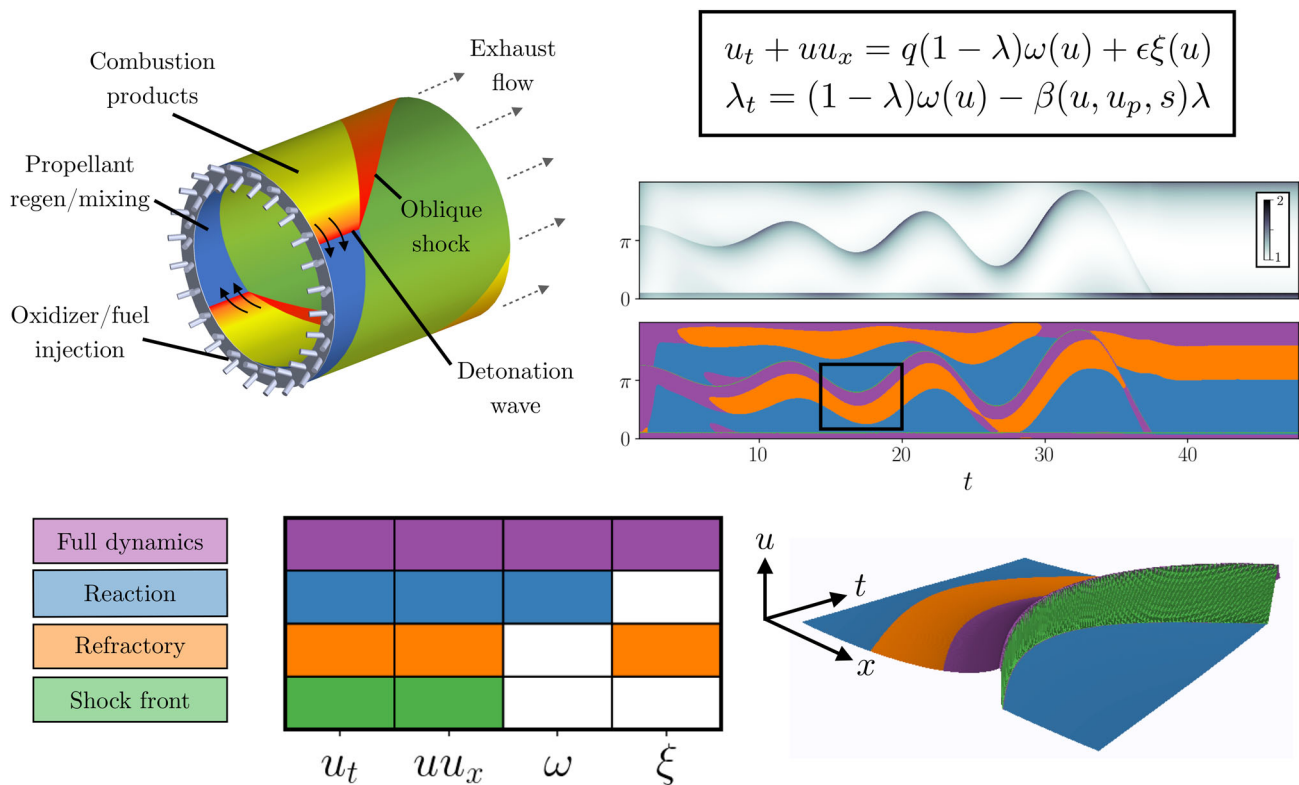 Combustion
products
Exhaust
flow
Propellant
regen/mixing
Oblique
shock
Oxidizer/fuel
injection
Detonation
wave
u_t + uu_x = q(1 − λ)ω(u) + ϵξ(u)
λ_t = (1 − λ)ω(u) − β(u, u_p, s)λ
2
1
π
0
π
0
10 20 30 40
t
Full dynamics
Reaction
Refractory
Shock front
u_t uu_x ω ξ
u
t
x